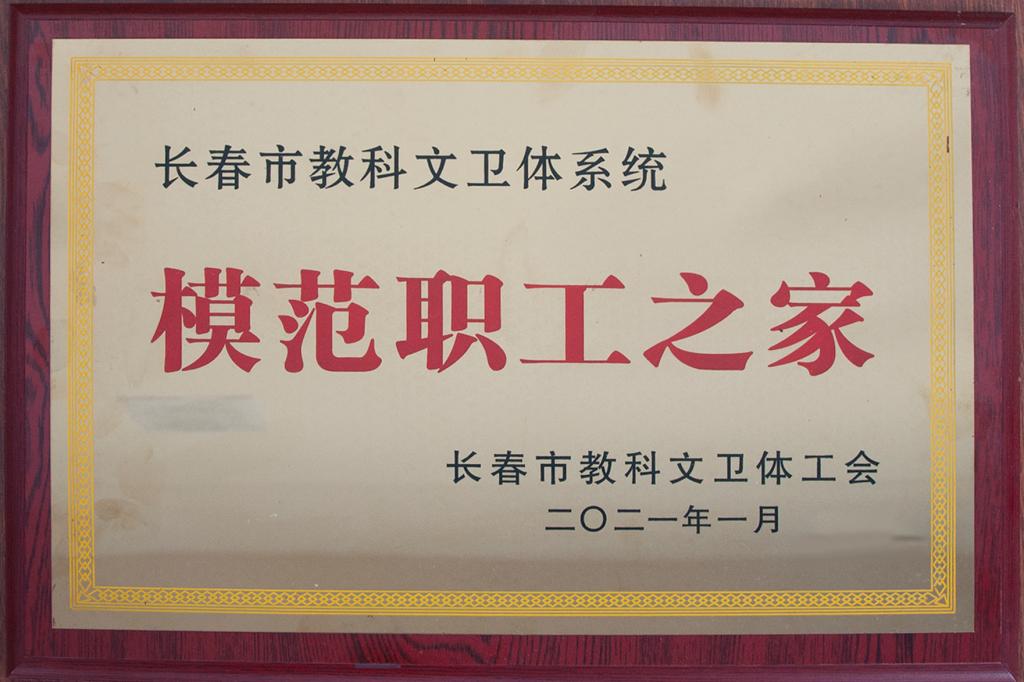 长春市教科文卫体系统
模范职工之家
长春市教科文卫体工会
二〇二一年一月